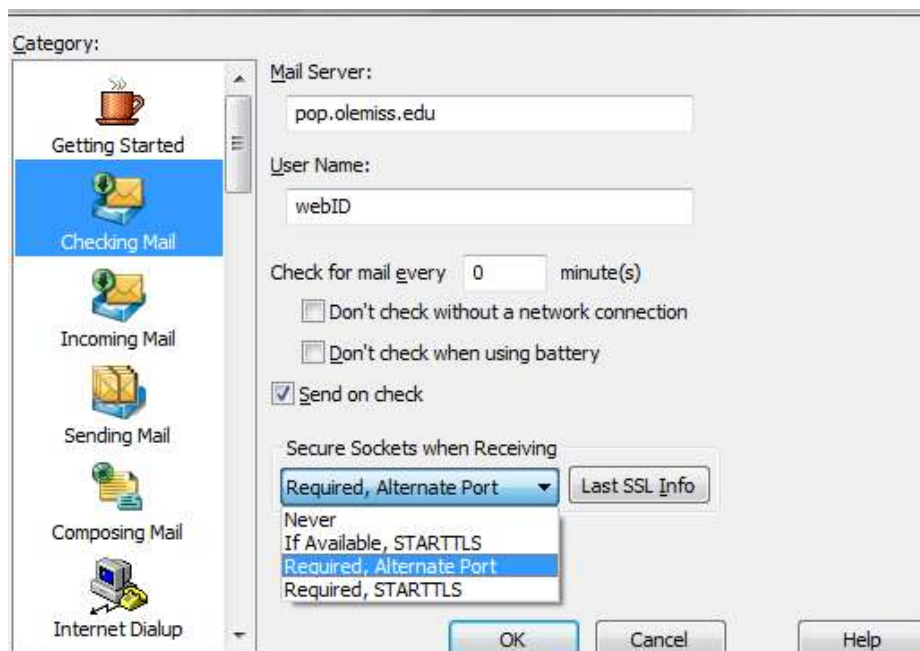 Category:
Getting Started
Checking Mail
Incoming Mail
Sending Mail
Composing Mail
Internet Dialup
Mail Server:
pop.olemiss.edu
User Name:
webID
Check for mail every 0 minute(s)
Don't check without a network connection
Don't check when using battery
Send on check
Secure Sockets when Receiving
Required, Alternate Port
Last SSL Info
Never
If Available, STARTTLS
Required, Alternate Port
Required, STARTTLS
OK
Cancel
Help